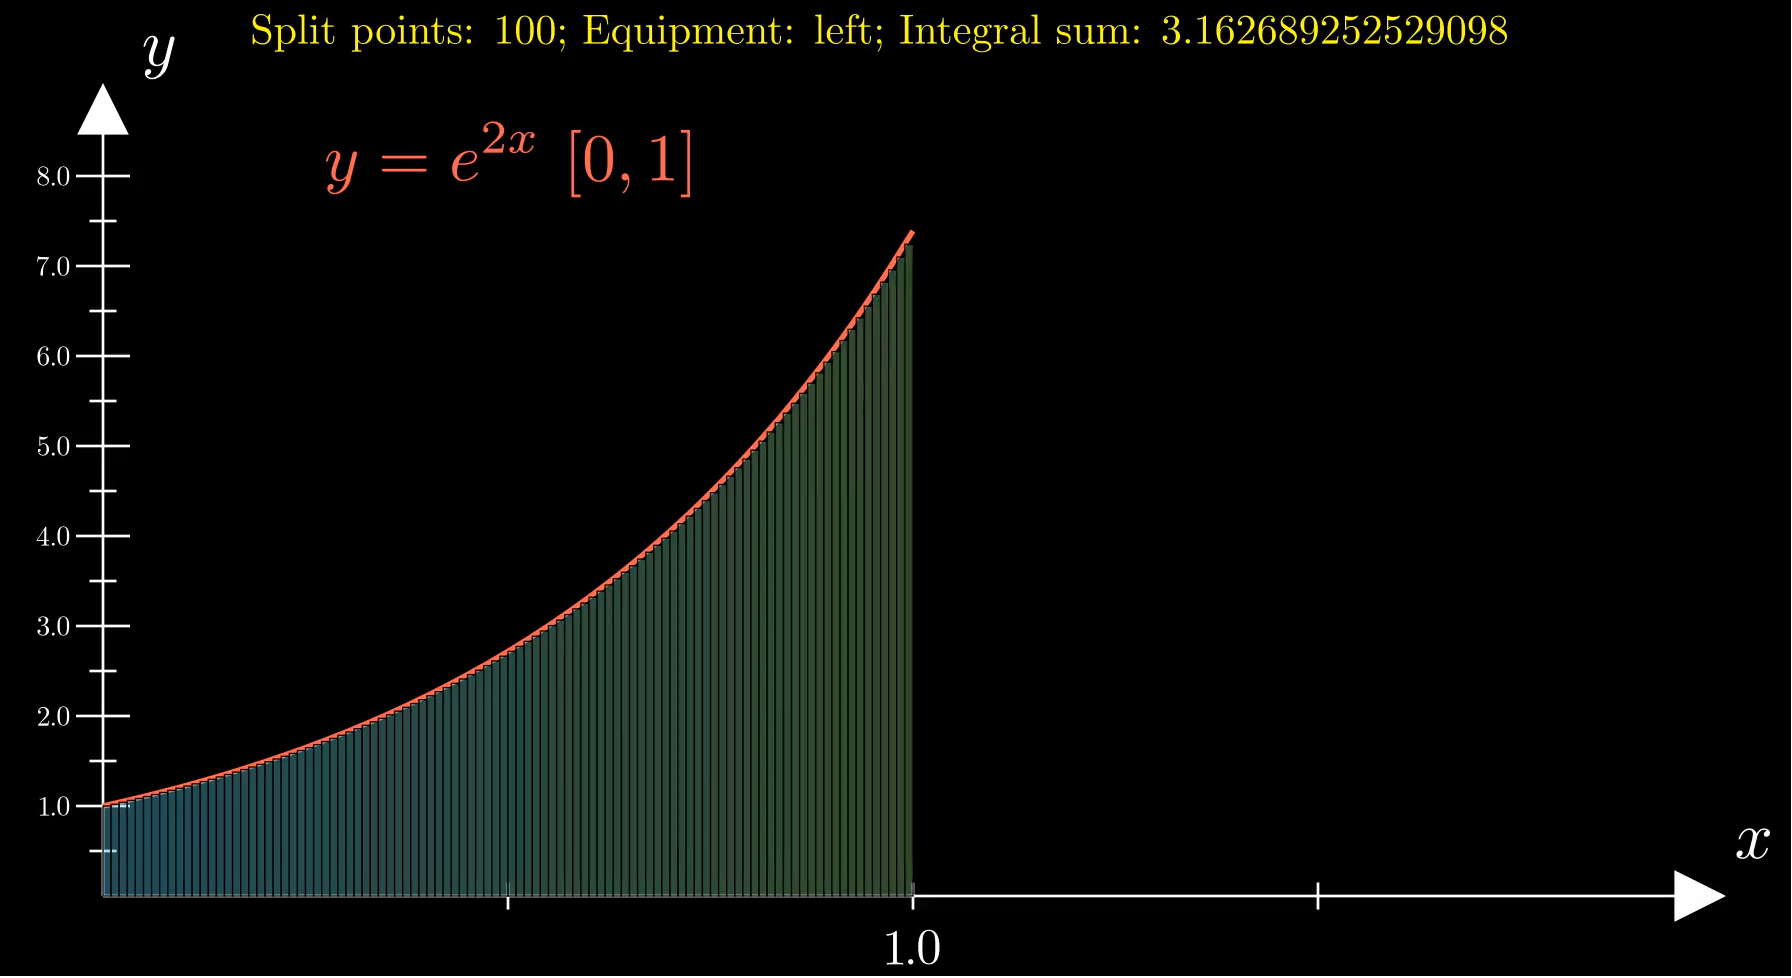 Split points: 100; Equipment: left; Integral sum: 3.162689252529098
y
y = e^{2x} [0, 1]
8.0
7.0
6.0
5.0
4.0
3.0
2.0
1.0
x
1.0